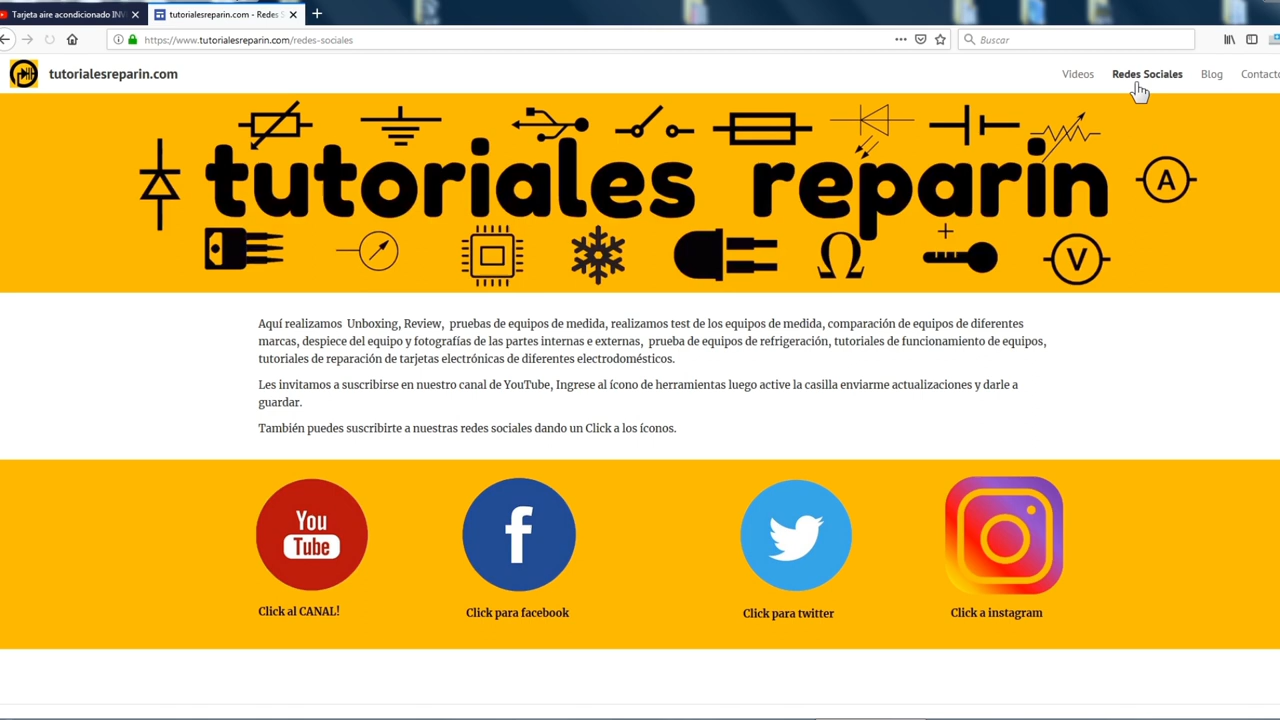 Tarjeta aire acondicionado INV
tutorialesreparin.com - Redes S
https://www.tutorialesreparin.com/redes-sociales
Buscar
tutorialesreparin.com
Videos
Redes Sociales
Blog
Contacto
tutoriales reparin
A
Ω
V
Aquí realizamos Unboxing, Review, pruebas de equipos de medida, realizamos test de los equipos de medida, comparación de equipos de diferentes
marcas, despiece del equipo y fotografías de las partes internas e externas, prueba de equipos de refrigeración, tutoriales de funcionamiento de equipos,
tutoriales de reparación de tarjetas electrónicas de diferentes electrodomésticos.
Les invitamos a suscribirse en nuestro canal de YouTube, Ingrese al ícono de herramientas luego active la casilla enviarme actualizaciones y darle a
guardar.
También puedes suscribirte a nuestras redes sociales dando un Click a los íconos.
You
Tube
f
Click al CANAL!
Click para facebook
Click para twitter
Click a instagram